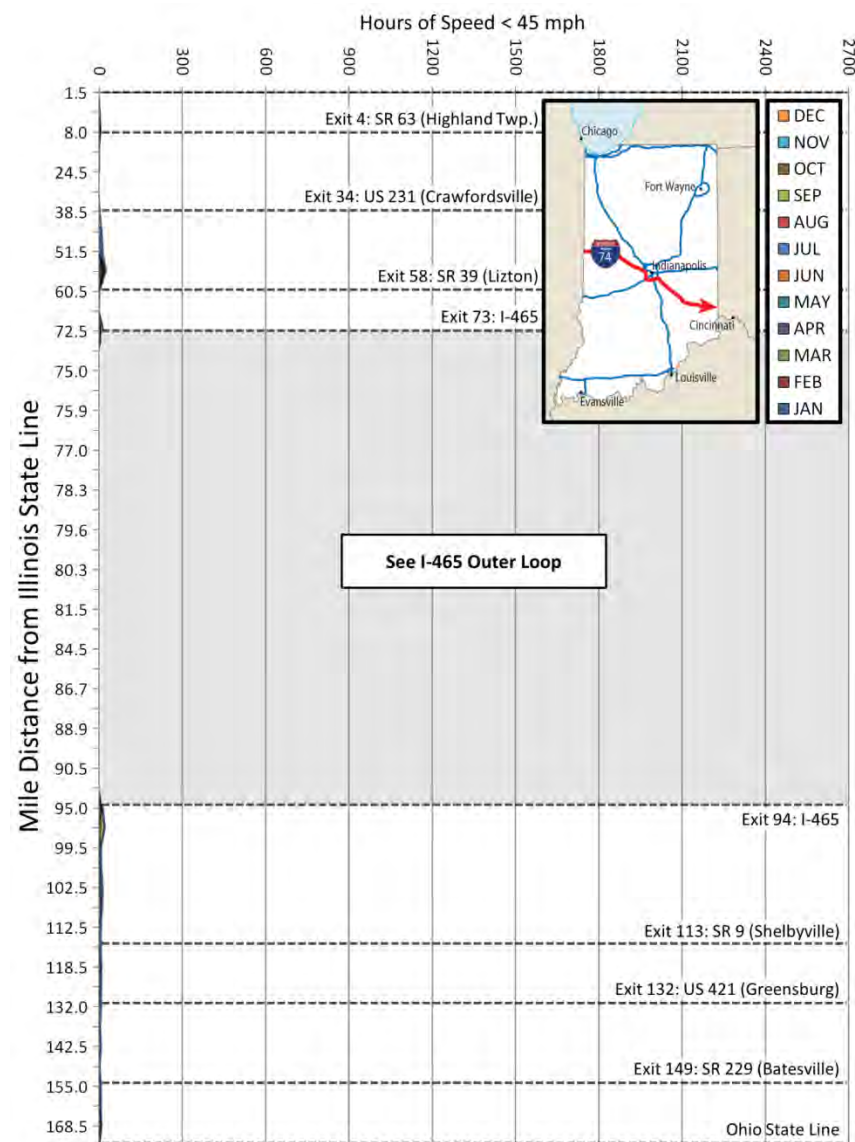 Hours of Speed < 45 mph
0 300 600 900 1200 1500 1800 2100 2400 2700
Mile Distance from Illinois State Line
1.5
8.0
24.5
38.5
51.5
60.5
72.5
75.0
75.9
77.0
78.3
79.6
80.3
81.5
84.5
86.7
88.9
90.5
95.0
99.5
102.5
112.5
118.5
132.0
142.5
155.0
168.5
Exit 4: SR 63 (Highland Twp.)
Exit 34: US 231 (Crawfordsville)
Exit 58: SR 39 (Lizton)
Exit 73: I-465
See I-465 Outer Loop
Exit 94: I-465
Exit 113: SR 9 (Shelbyville)
Exit 132: US 421 (Greensburg)
Exit 149: SR 229 (Batesville)
Ohio State Line
Chicago
Fort Wayne
74
Indianapolis
Cincinnati
Louisville
Evansville
DEC
NOV
OCT
SEP
AUG
JUL
JUN
MAY
APR
MAR
FEB
JAN